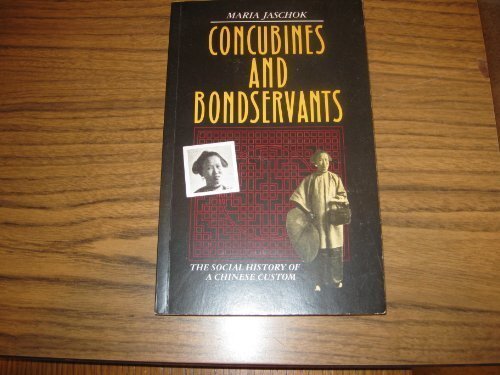 MARIA JASCHOK
CONCUBINES
AND
BONDSERVANTS
THE SOCIAL HISTORY OF
A CHINESE CUSTOM